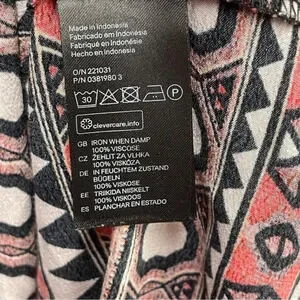 Made in Indonesia
Fabricado em Indonésia
Fabriqué en Indonésie
Hecho en Indonesia
O/N 221031
P/N 0381980 3
30 P
clevercare.info
GB IRON WHEN DAMP
100% VISCOSE
CZ ŽEHLIT ZA VLHKA
100% VISKÓZA
DE IN FEUCHTEM ZUSTAND
BÜGELN
100% VISKOSE
EE TRIIKIDA NIISKELT
100% VISKOOS
ES PLANCHAR EN ESTADO